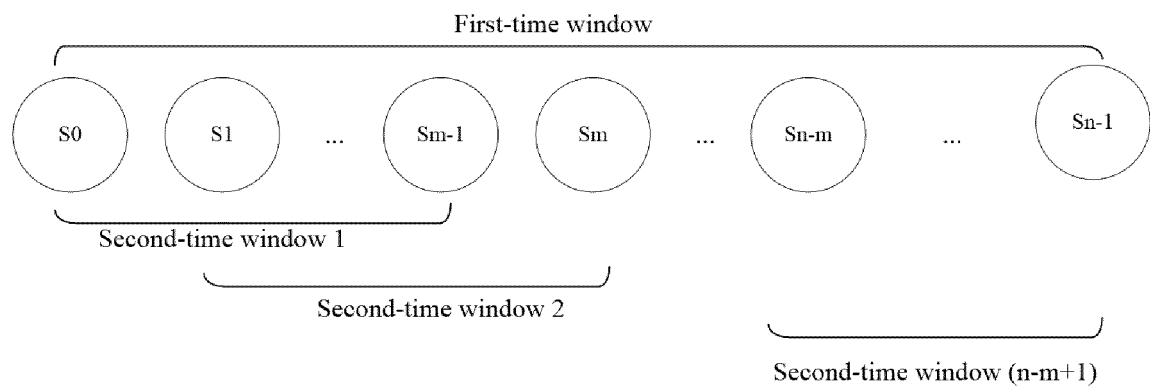 First-time window
S0 S1 ... Sm-1 Sm ... Sn-m ... Sn-1
Second-time window 1
Second-time window 2
Second-time window (n-m+1)